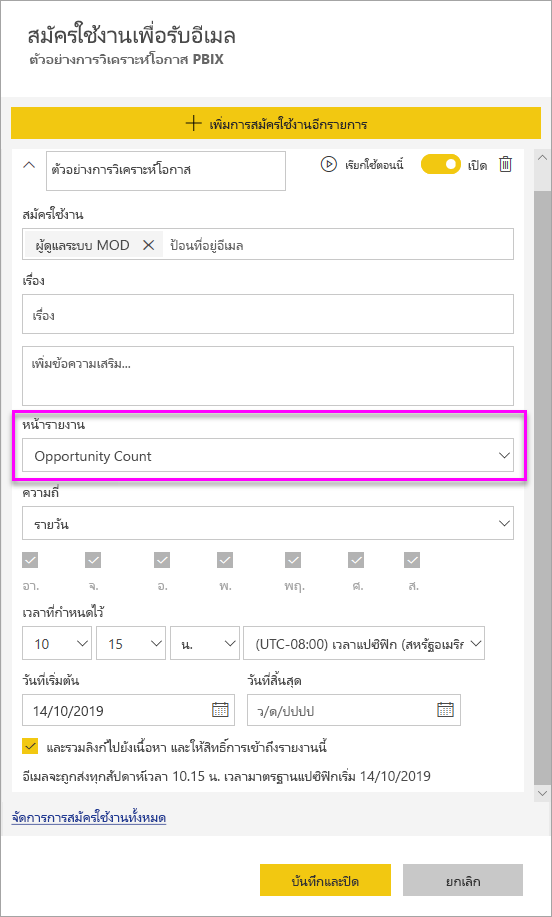 สมัครใช้งานเพื่อรับอีเมล
ตัวอย่างการวิเคราะห์โอกาส PBIX
เพิ่มการสมัครใช้งานอีกรายการ
ตัวอย่างการวิเคราะห์โอกาส
เรียกใช้ตอนนี้
เปิด
สมัครใช้งาน
ผู้ดูแลระบบ MOD
ป้อนที่อยู่อีเมล
เรื่อง
เรื่อง
เพิ่มข้อความเสริม...
หน้ารายงาน
Opportunity Count
ความถี่
รายวัน
อา. จ. อ. พ. พฤ. ศ. ส.
เวลาที่กำหนดไว้
10 15 น. (UTC-08:00) เวลาแปซิฟิก (สหรัฐอเมริก
วันที่เริ่มต้น วันที่สิ้นสุด
14/10/2019 ว/ด/ปปปป
และรวมลิงก์ไปยังเนื้อหา และให้สิทธิ์การเข้าถึงรายงานนี้
อีเมลจะถูกส่งทุกสัปดาห์เวลา 10.15 น. เวลามาตรฐานแปซิฟิกเริ่ม 14/10/2019
จัดการการสมัครใช้งานทั้งหมด
บันทึกและปิด
ยกเลิก